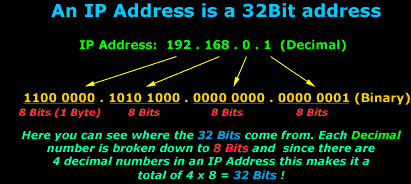 An IP Address is a 32Bit address
IP Address: 192 . 168 . 0 . 1 (Decimal)
1100 0000 . 1010 1000 . 0000 0000 . 0000 0001 (Binary)
8 Bits (1 Byte) 8 Bits 8 Bits 8 Bits
Here you can see where the 32 Bits come from. Each Decimal
number is broken down to 8 Bits and since there are
4 decimal numbers in an IP Address this makes it a
total of 4 x 8 = 32 Bits !